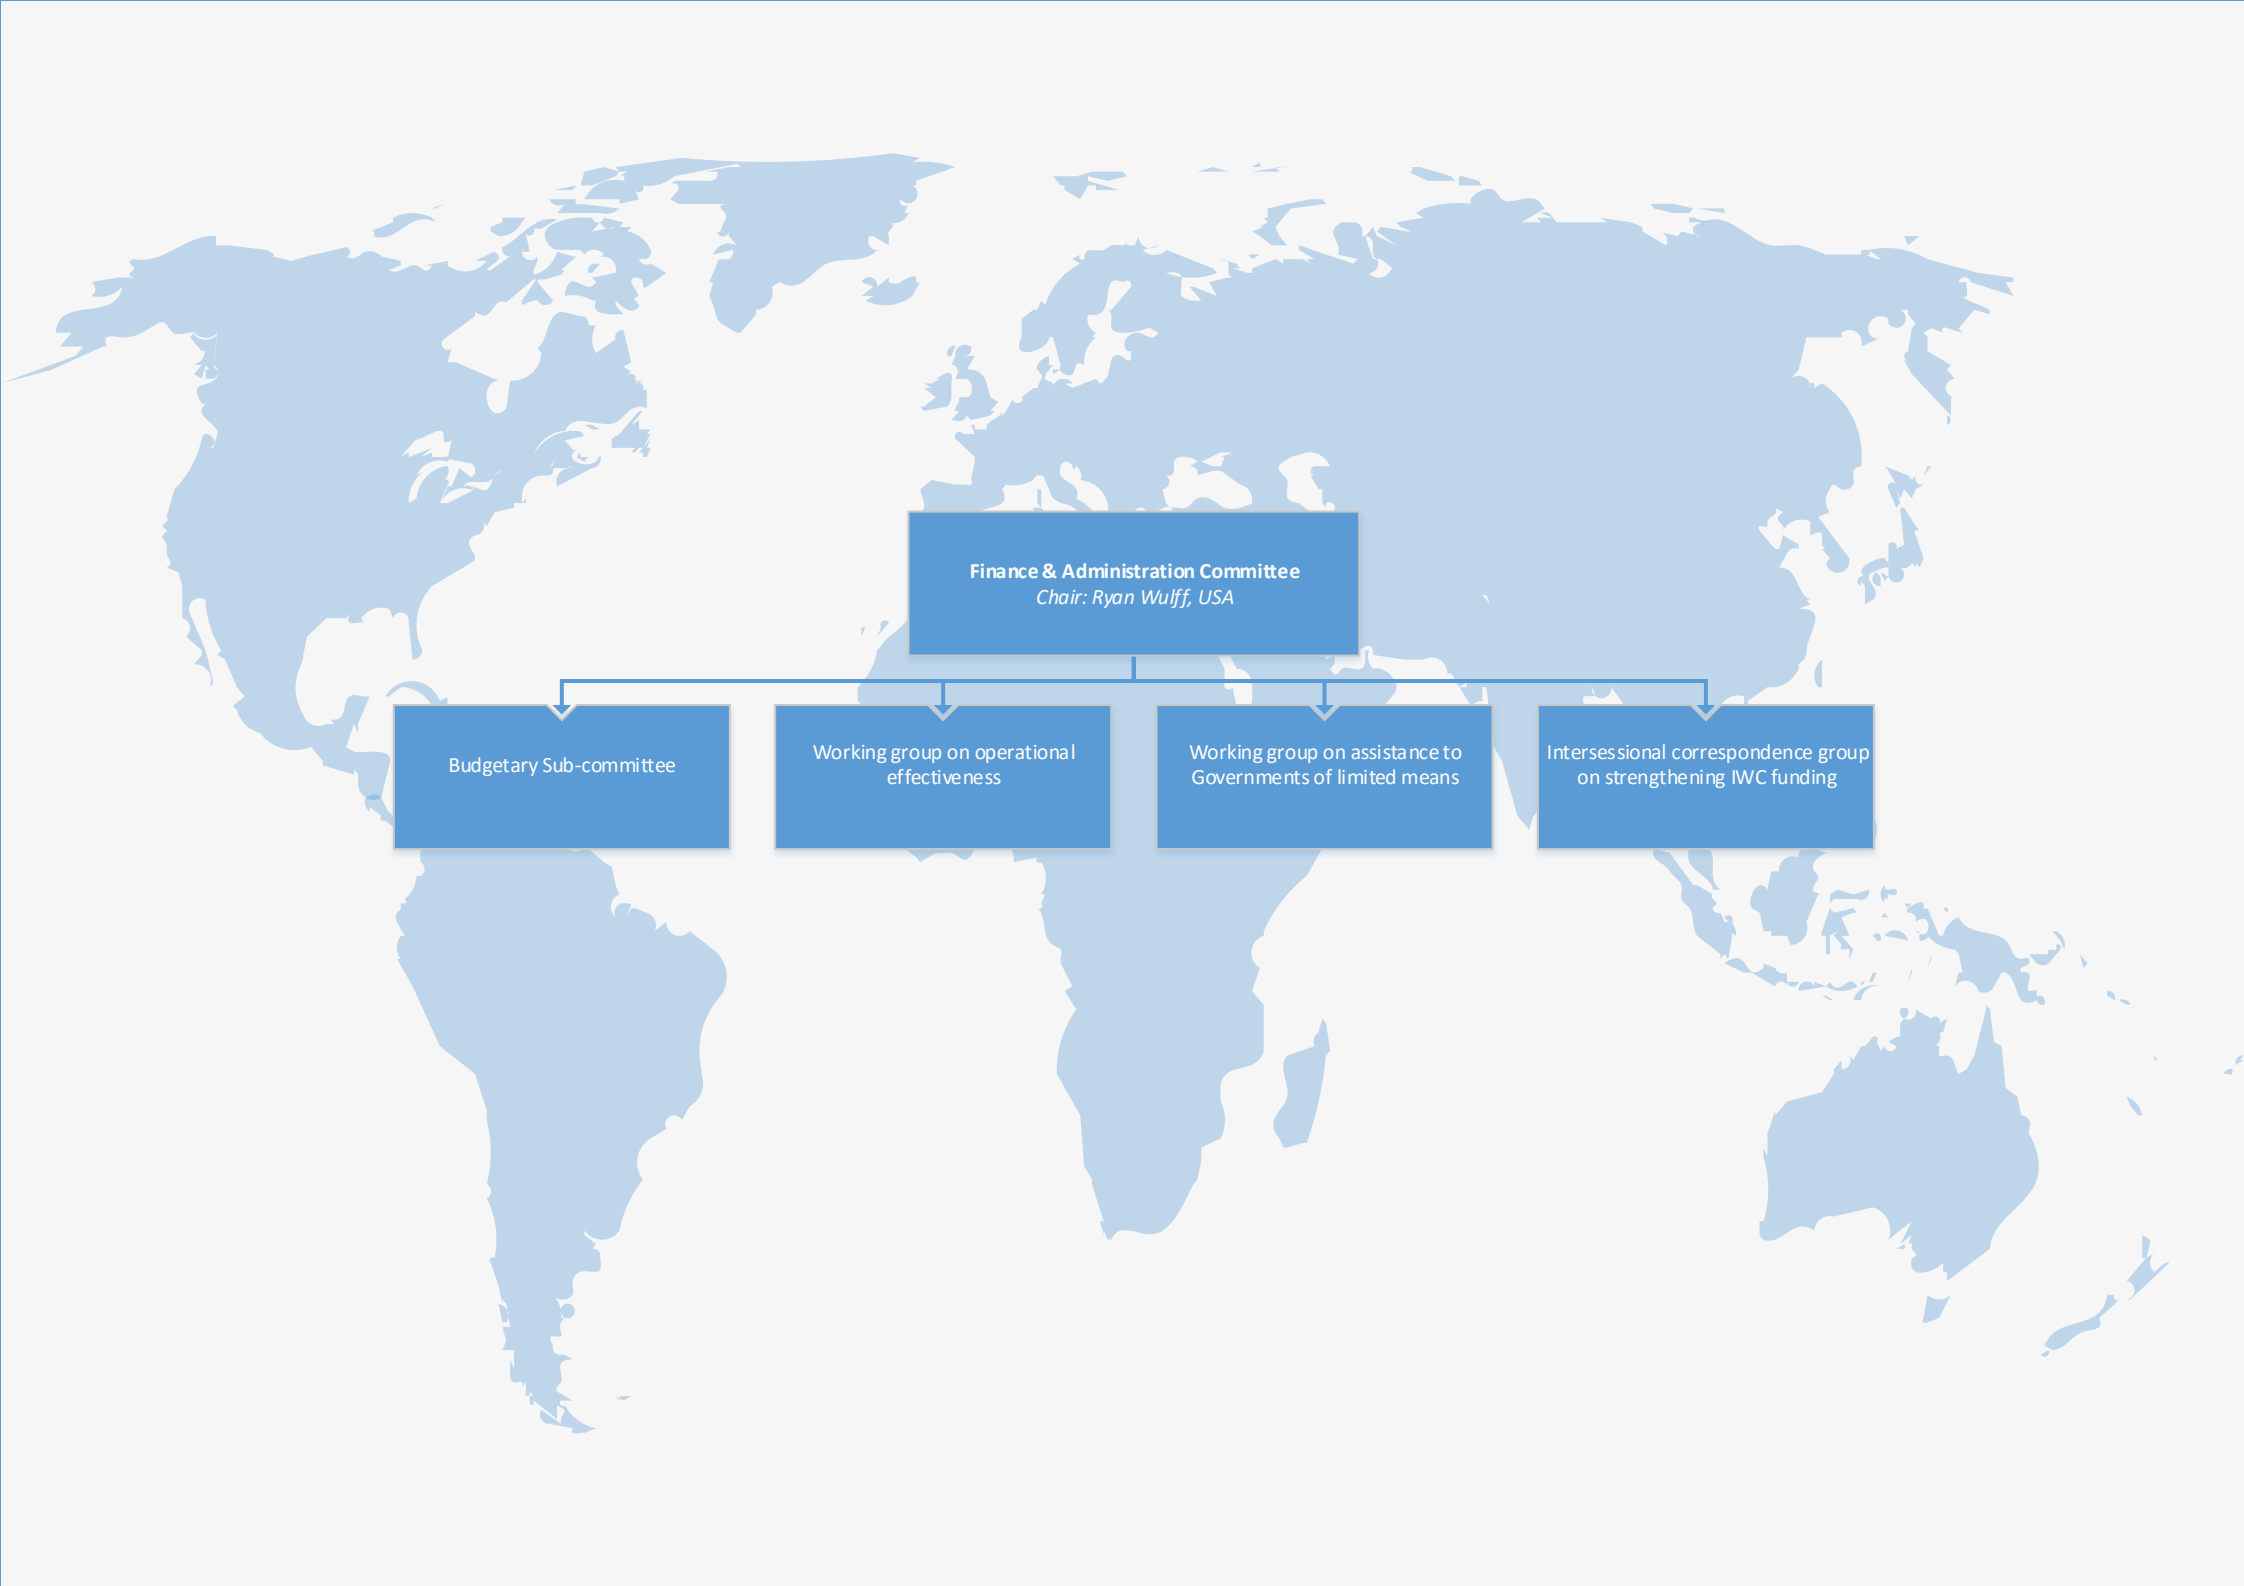 Finance & Administration Committee
Chair: Ryan Wulff, USA
Budgetary Sub-committee
Working group on operational
effectiveness
Working group on assistance to
Governments of limited means
Intersessional correspondence group
on strengthening IWC funding